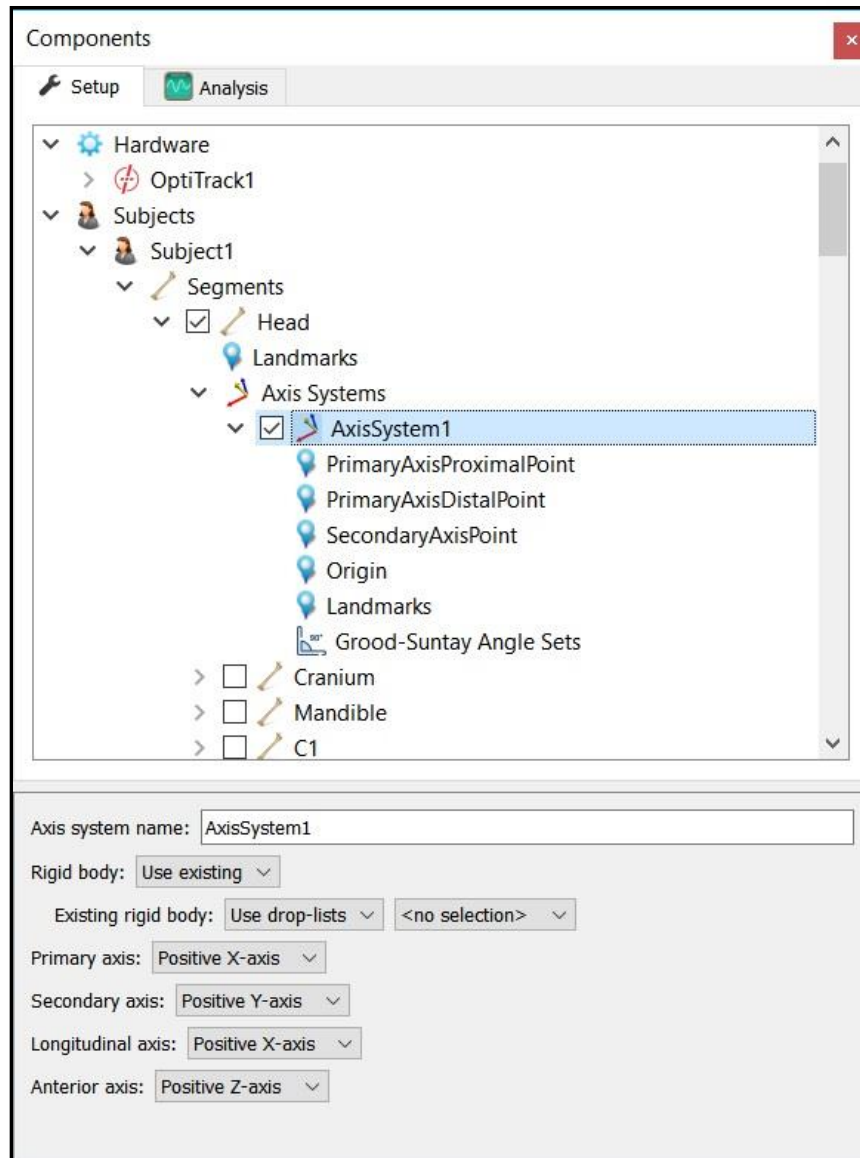 Components
Setup Analysis
Hardware
OptiTrack1
Subjects
Subject1
Segments
Head
Landmarks
Axis Systems
AxisSystem1
PrimaryAxisProximalPoint
PrimaryAxisDistalPoint
SecondaryAxisPoint
Origin
Landmarks
90° Grood-Suntay Angle Sets
Cranium
Mandible
C1
Axis system name: AxisSystem1
Rigid body: Use existing
Existing rigid body: Use drop-lists <no selection>
Primary axis: Positive X-axis
Secondary axis: Positive Y-axis
Longitudinal axis: Positive X-axis
Anterior axis: Positive Z-axis